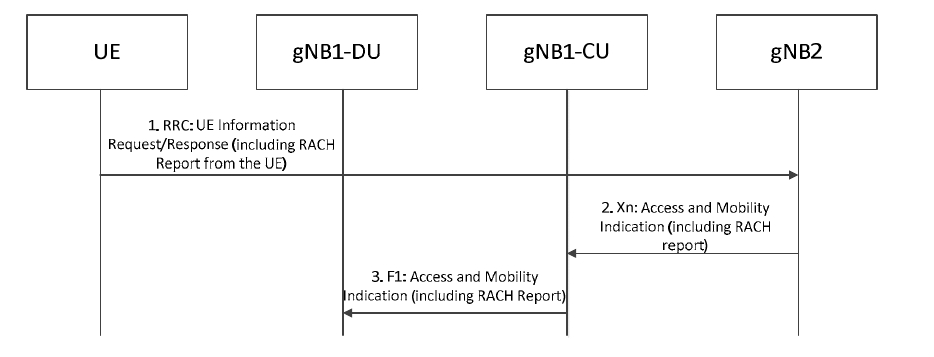 UE
gNB1-DU
gNB1-CU
gNB2
1. RRC: UE Information
Request/Response (including RACH
Report from the UE)
2. Xn: Access and Mobility
Indication (including RACH
report)
3. F1: Access and Mobility
Indication (including RACH Report)